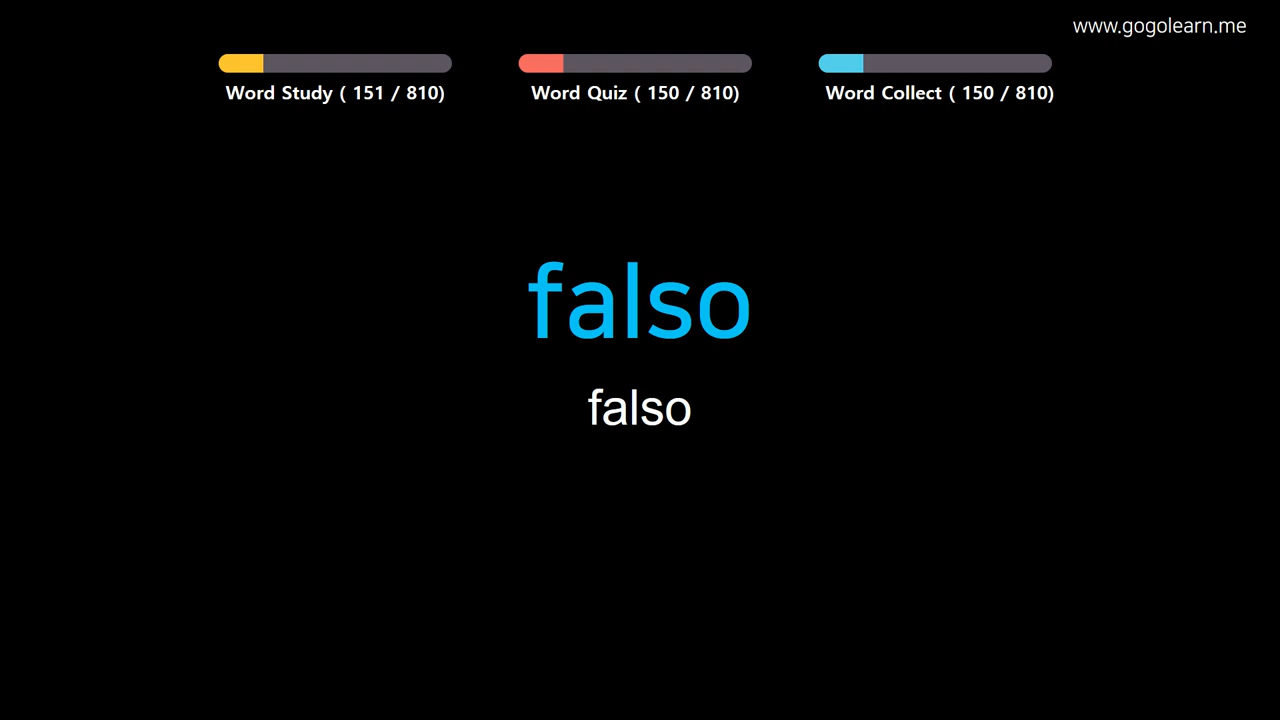 www.gogolearn.me
Word Study ( 151 / 810)
Word Quiz ( 150 / 810)
Word Collect ( 150 / 810)
falso
falso